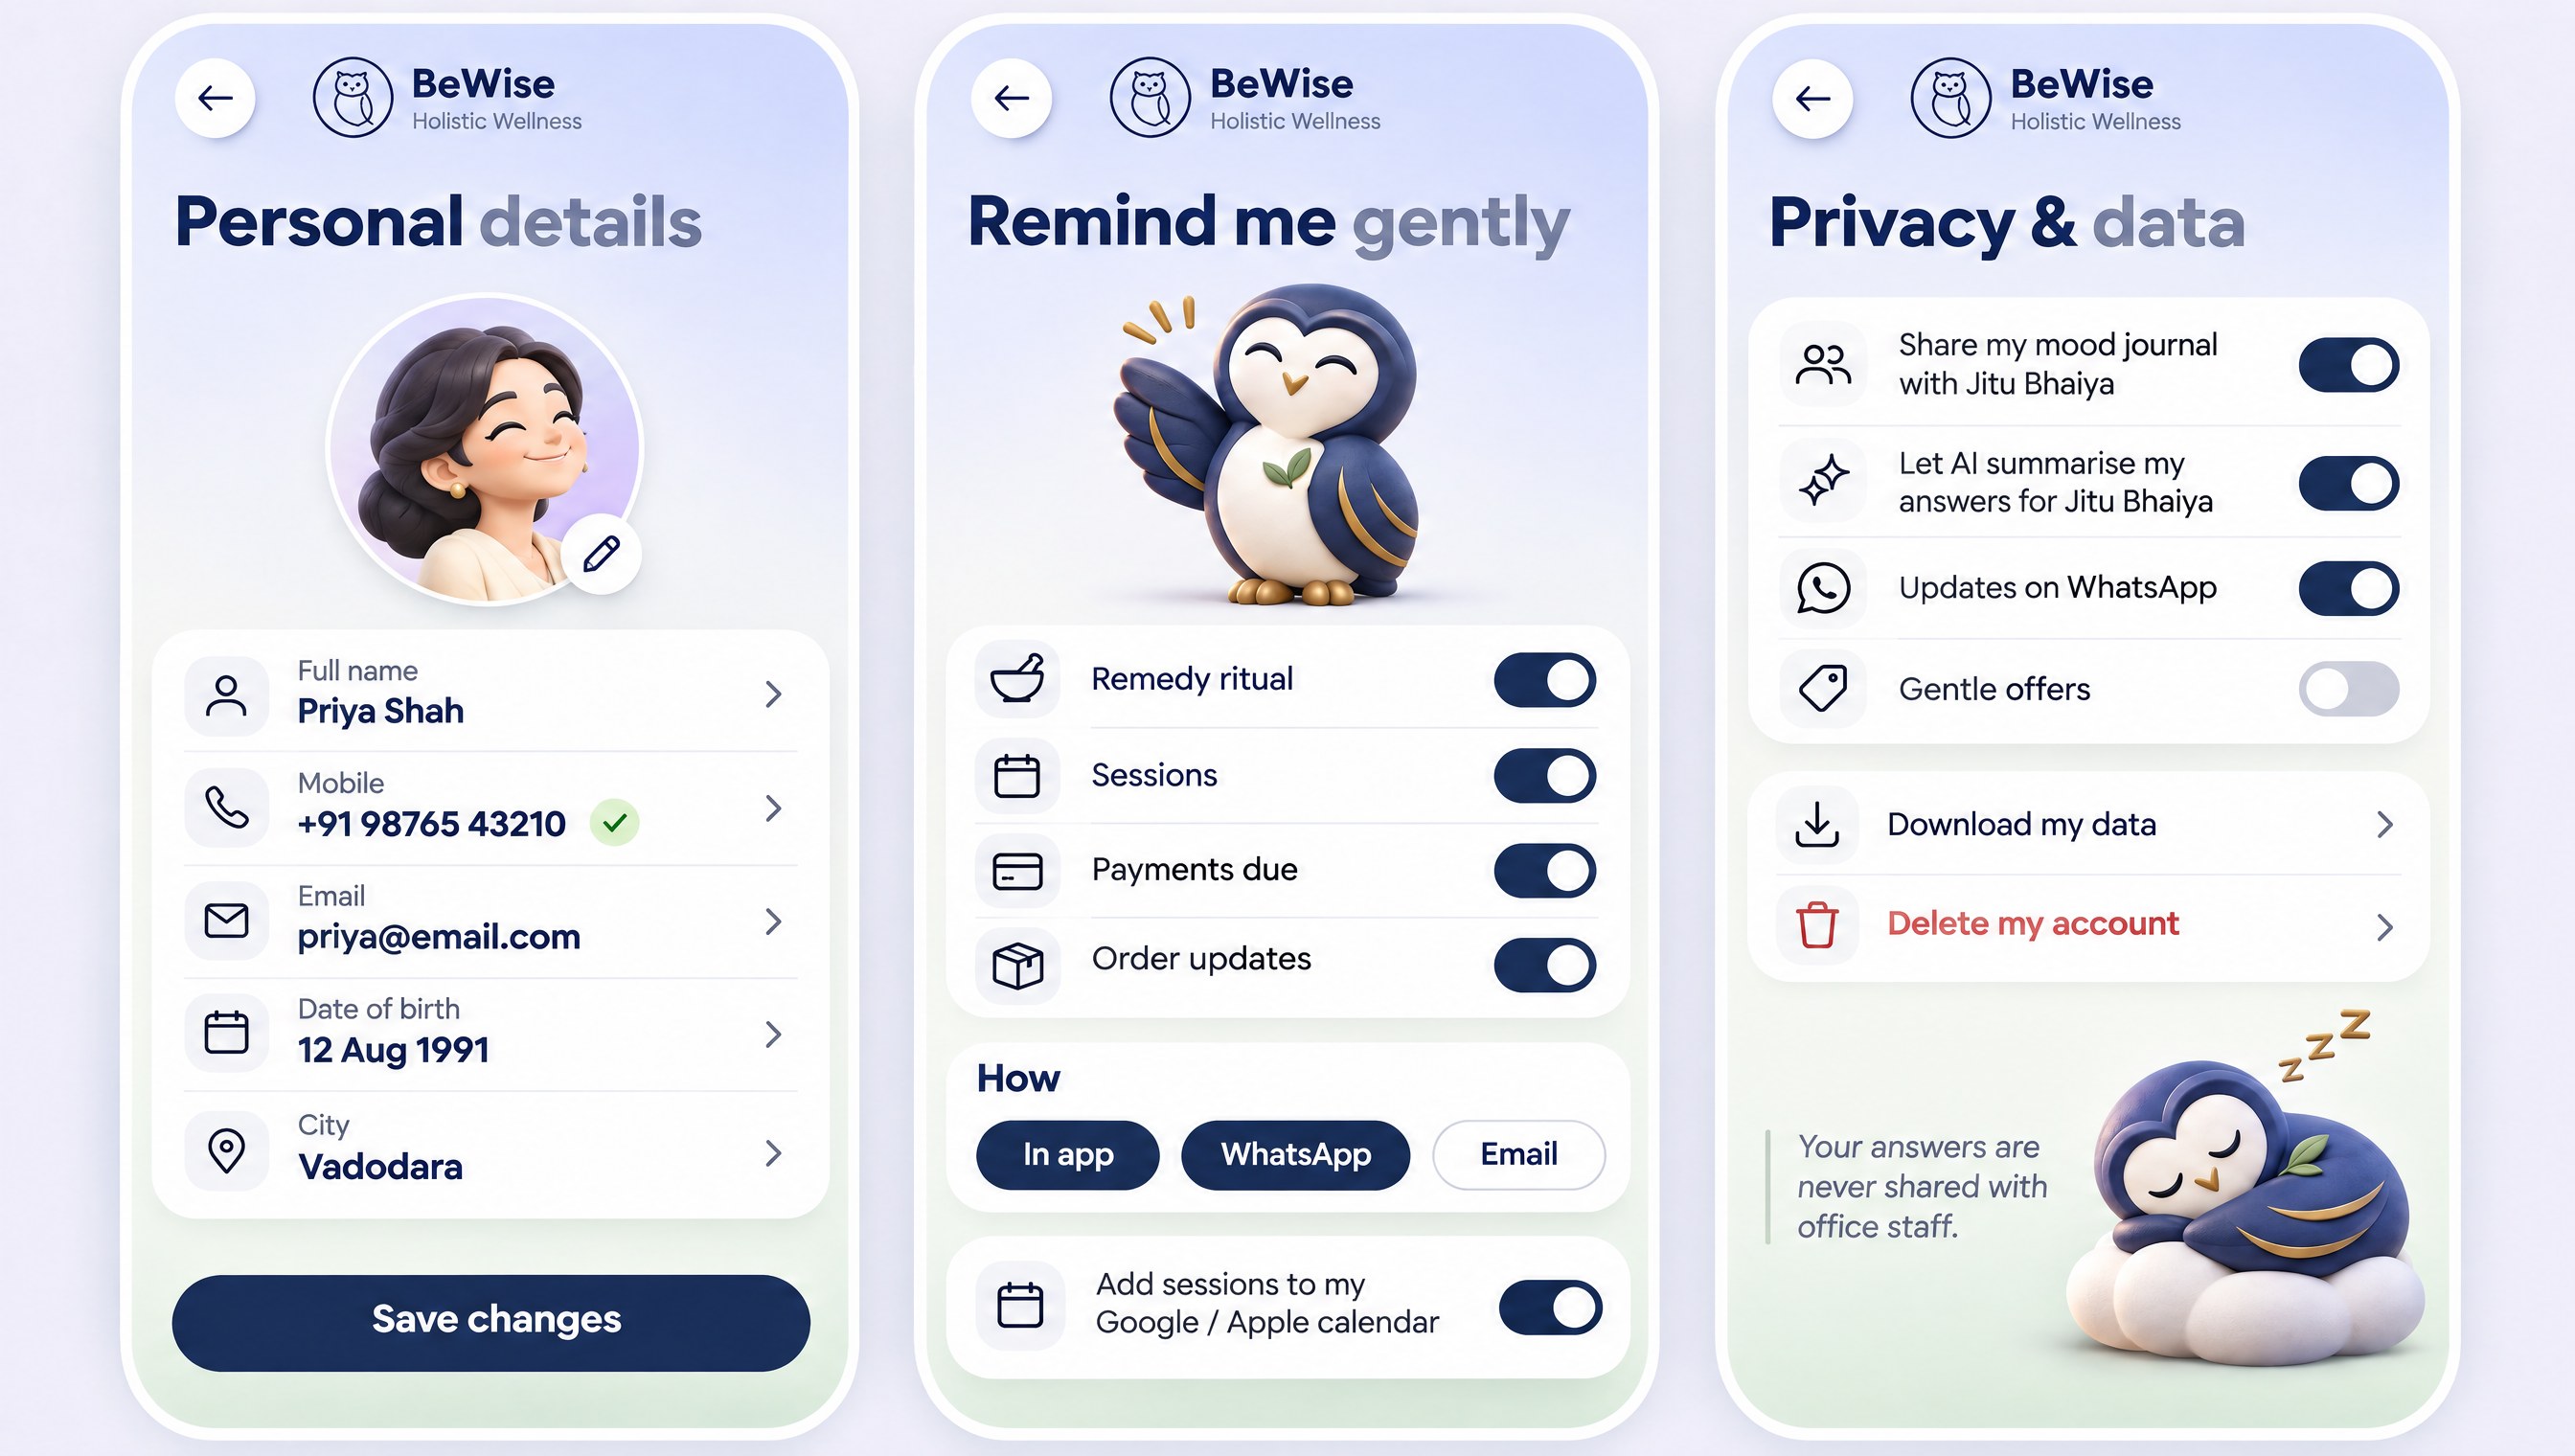 BeWise
Holistic Wellness
Personal details
Full name
Priya Shah
Mobile
+91 98765 43210
Email
priya@email.com
Date of birth
12 Aug 1991
City
Vadodara
Save changes
BeWise
Holistic Wellness
Remind me gently
Remedy ritual
Sessions
Payments due
Order updates
How
In app
WhatsApp
Email
Add sessions to my
Google / Apple calendar
BeWise
Holistic Wellness
Privacy & data
Share my mood journal
with Jitu Bhaiya
Let AI summarise my
answers for Jitu Bhaiya
Updates on WhatsApp
Gentle offers
Download my data
Delete my account
z z z
Your answers are
never shared with
office staff.